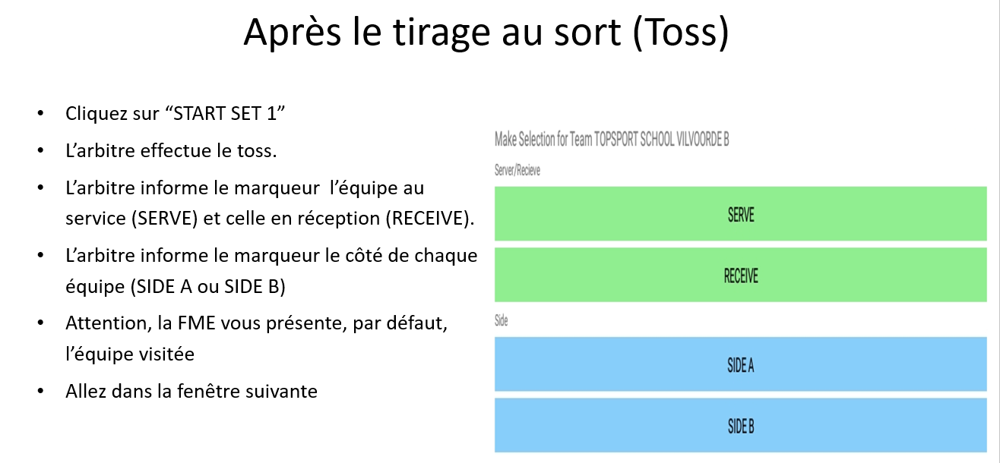 Après le tirage au sort (Toss)
• Cliquez sur “START SET 1”
• L’arbitre effectue le toss.
• L’arbitre informe le marqueur  l’équipe au
service (SERVE) et celle en réception (RECEIVE).
• L’arbitre informe le marqueur le côté de chaque
équipe (SIDE A ou SIDE B)
• Attention, la FME vous présente, par défaut,
l’équipe visitée
• Allez dans la fenêtre suivante
Make Selection for Team TOPSPORT SCHOOL VILVOORDE B
Server/Recieve
SERVE
RECEIVE
Side
SIDE A
SIDE B